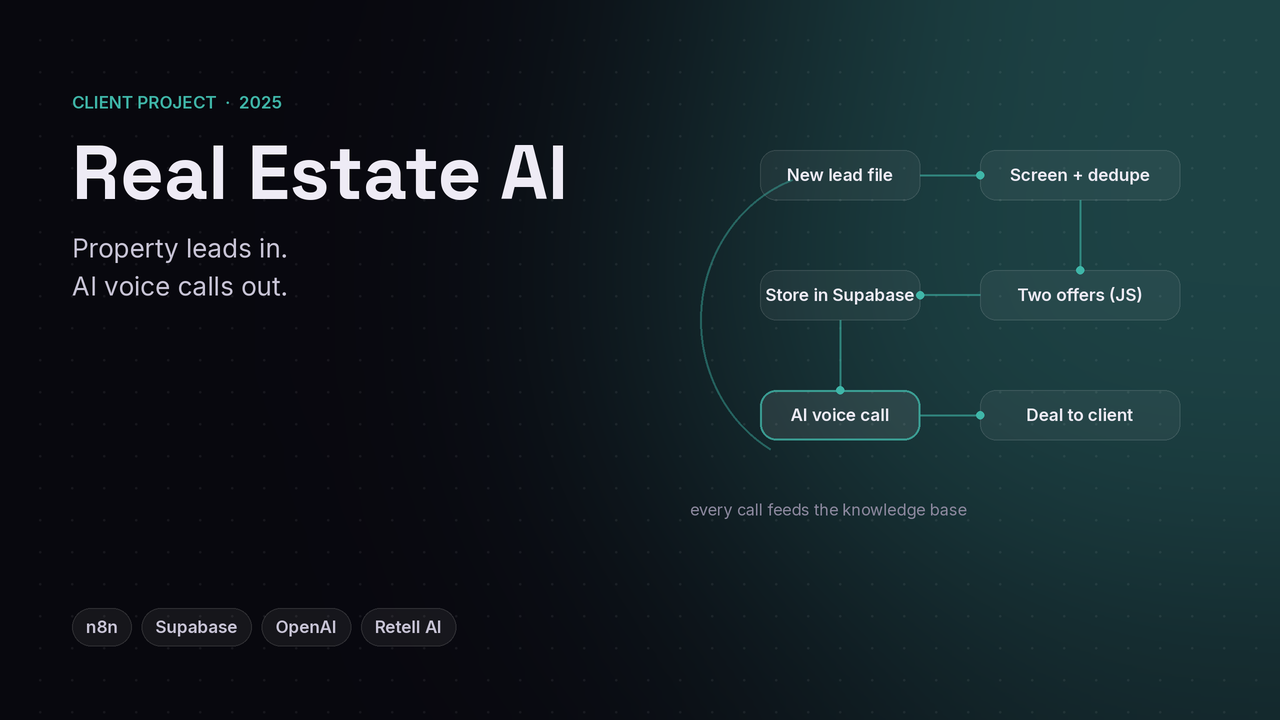 CLIENT PROJECT · 2025
Real Estate AI
Property leads in.
AI voice calls out.
New lead file
Screen + dedupe
Store in Supabase
Two offers (JS)
AI voice call
Deal to client
every call feeds the knowledge base
n8n
Supabase
OpenAI
Retell AI